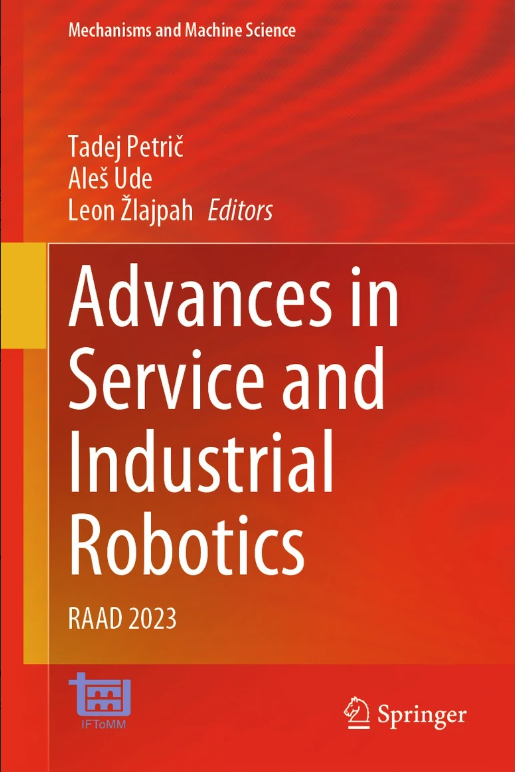 Mechanisms and Machine Science
Tadej Petrič
Aleš Ude
Leon Žlajpah Editors
Advances in
Service and
Industrial
Robotics
RAAD 2023
IFToMM
Springer